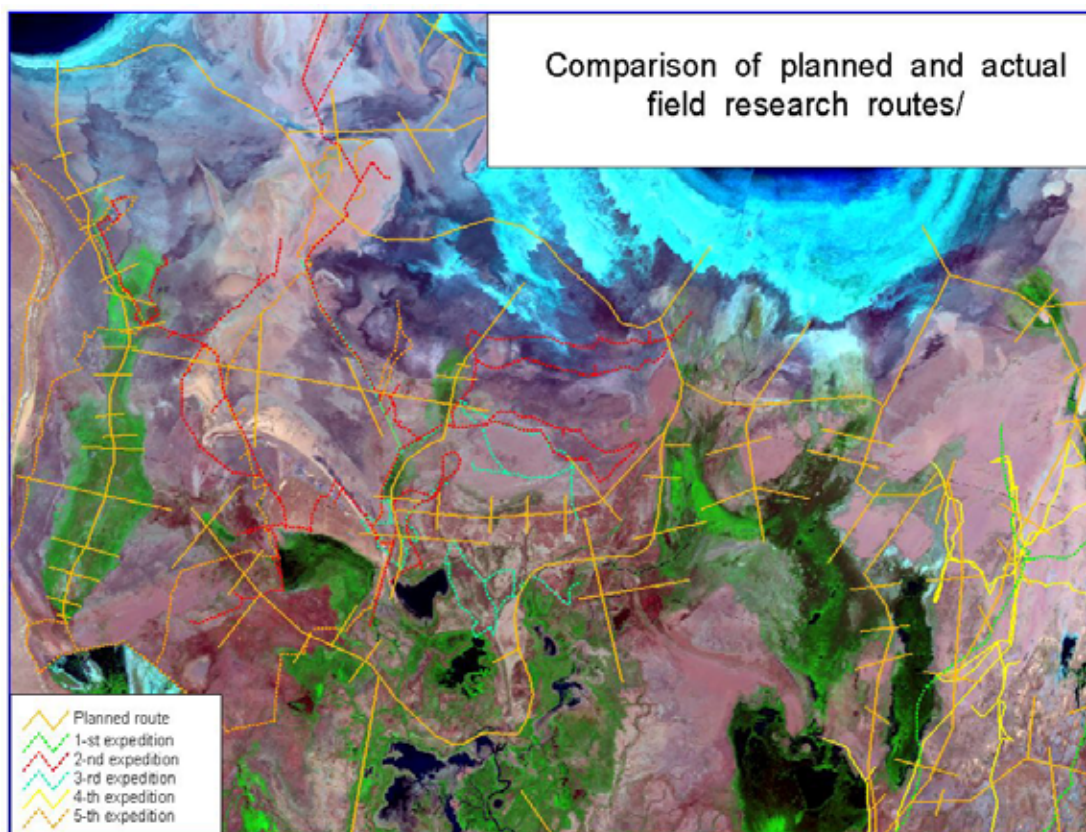 Comparison of planned and actual
field research routes/
Planned route
1-st expedition
2-nd expedition
3-rd expedition
4-th expedition
5-th expedition